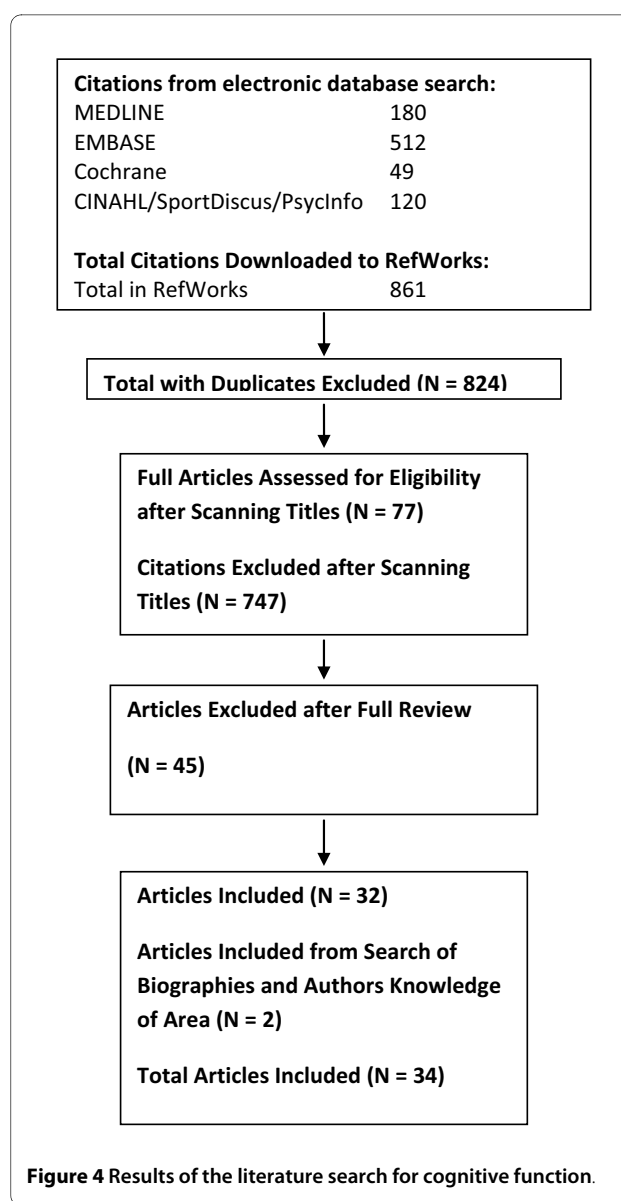 Citations from electronic database search:
MEDLINE 180
EMBASE 512
Cochrane 49
CINAHL/SportDiscus/PsycInfo 120
Total Citations Downloaded to RefWorks:
Total in RefWorks 861
Total with Duplicates Excluded (N = 824)
Full Articles Assessed for Eligibility
after Scanning Titles (N = 77)
Citations Excluded after Scanning
Titles (N = 747)
Articles Excluded after Full Review
(N = 45)
Articles Included (N = 32)
Articles Included from Search of
Biographies and Authors Knowledge
of Area (N = 2)
Total Articles Included (N = 34)
Figure 4 Results of the literature search for cognitive function.